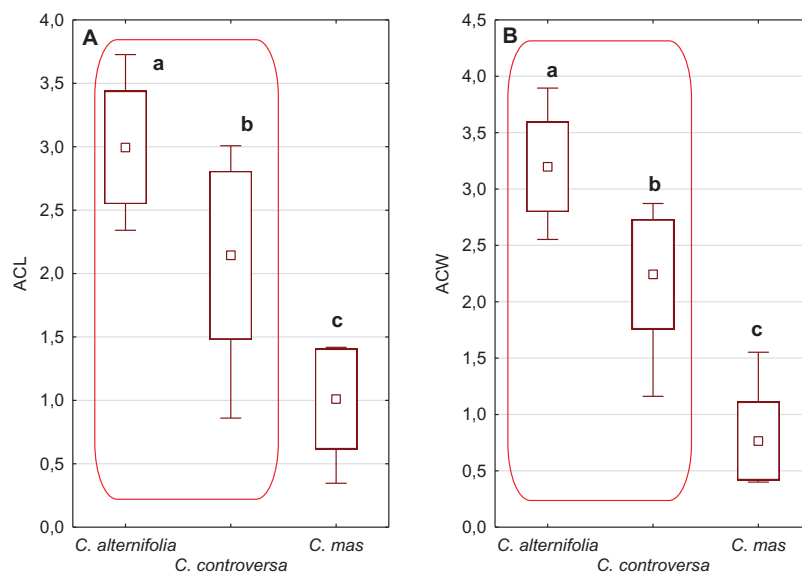 A
ACL
4,0
3,5
3,0
2,5
2,0
1,5
1,0
0,5
0,0
a
b
c
C. alternifolia
C. controversa
C. mas
B
ACW
4,5
4,0
3,5
3,0
2,5
2,0
1,5
1,0
0,5
0,0
a
b
c
C. alternifolia
C. controversa
C. mas